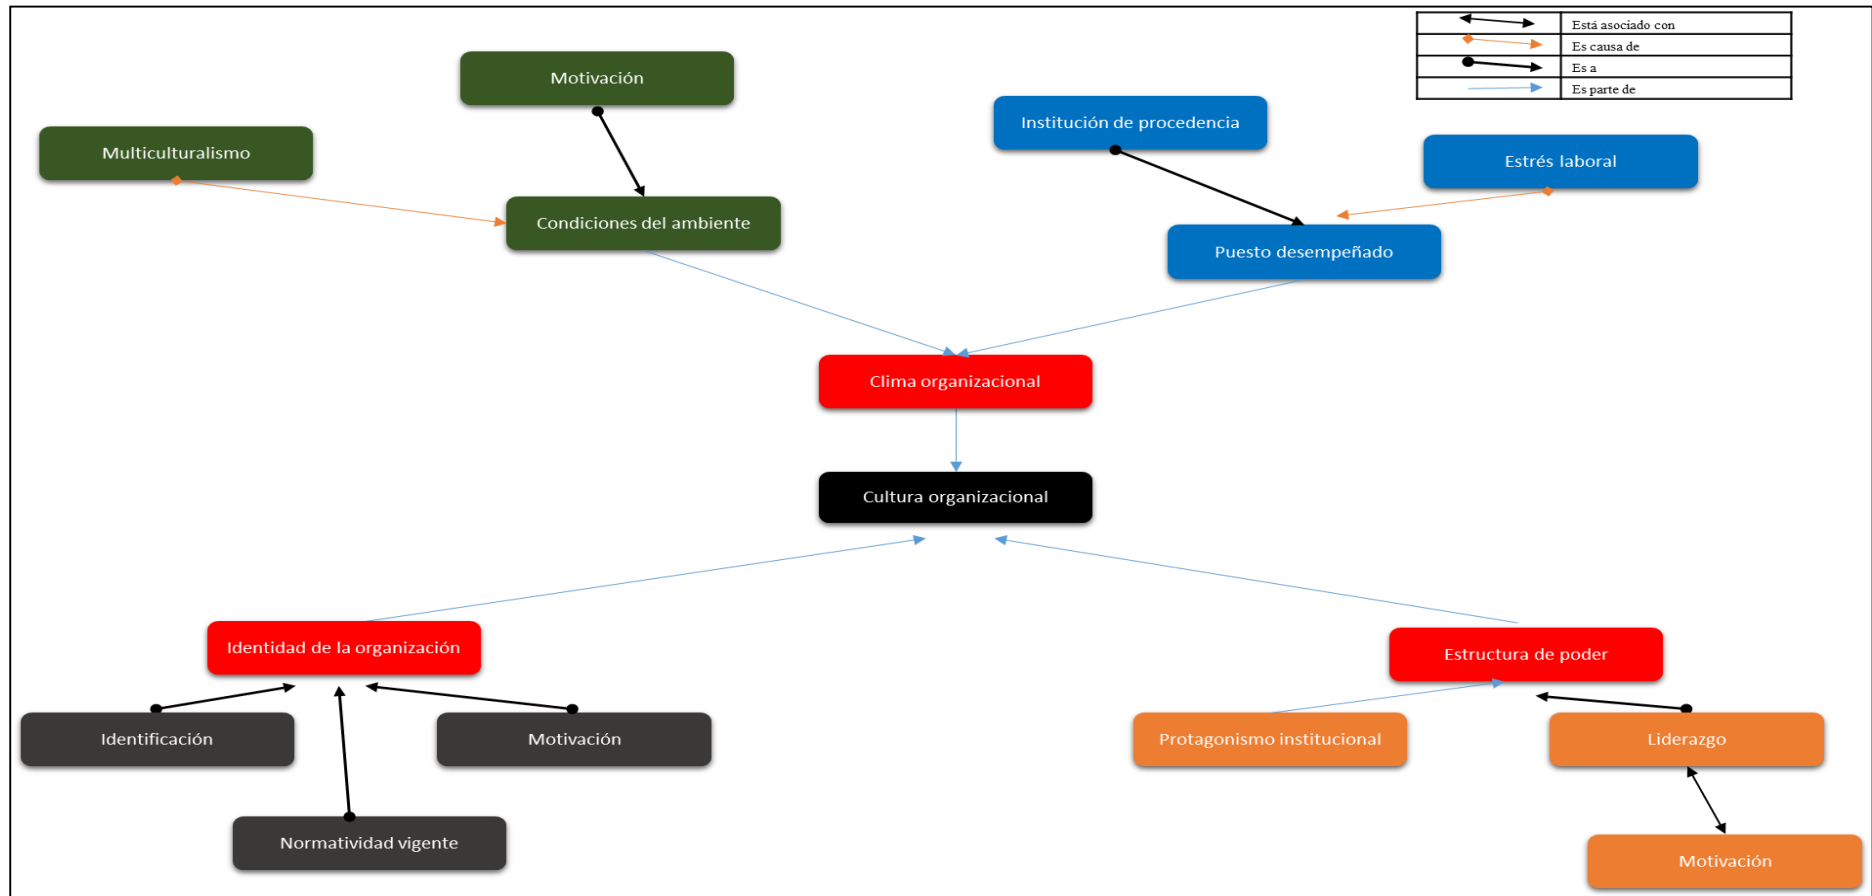 Está asociado con
Es causa de
Es a
Es parte de
Motivación
Multiculturalismo
Condiciones del ambiente
Institución de procedencia
Estrés laboral
Puesto desempeñado
Clima organizacional
Cultura organizacional
Identidad de la organización
Estructura de poder
Identificación
Motivación
Protagonismo institucional
Liderazgo
Normatividad vigente
Motivación